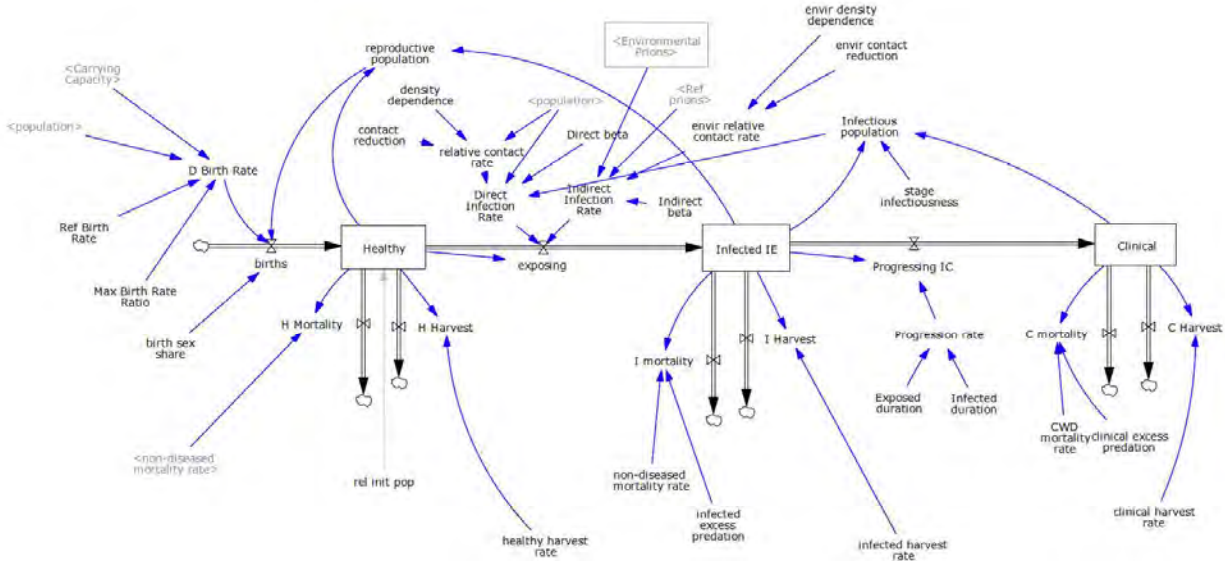 envir density
dependence
reproductive
population
<Environmental
Prions>
envir contact
reduction
<Carrying
Capacity>
density
dependence
<population>
<Ref
prions>
<population>
contact
reduction
Direct beta
envir relative
contact rate
Infectious
population
relative contact
rate
D Birth Rate
Direct
Infection
Rate
Indirect
Infection
Rate
Indirect
beta
stage
infectiousness
Ref Birth
Rate
Healthy
Infected IE
Clinical
births
exposing
Progressing IC
Max Birth Rate
Ratio
H Mortality
H Harvest
birth sex
share
I mortality
I Harvest
Progression rate
C mortality
C Harvest
Exposed
duration
Infected
duration
CWD
mortality
rate
clinical excess
predation
<non-diseased
mortality rate>
rel init pop
non-diseased
mortality rate
infected
excess
predation
clinical harvest
rate
healthy harvest
rate
infected harvest
rate